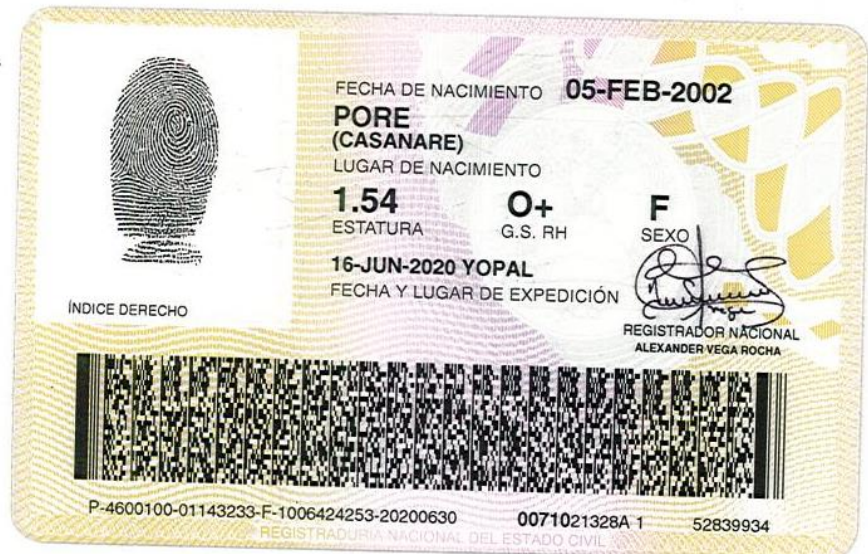 FECHA DE NACIMIENTO 05-FEB-2002
PORE
(CASANARE)
LUGAR DE NACIMIENTO
1.54 O+ F
ESTATURA G.S. RH SEXO
16-JUN-2020 YOPAL
FECHA Y LUGAR DE EXPEDICIÓN
ÍNDICE DERECHO
REGISTRADOR NACIONAL
ALEXANDER VEGA ROCHA
P-4600100-01143233-F-1006424253-20200630 0071021328A 1 52839934
REGISTRADURIA NACIONAL DEL ESTADO CIVIL